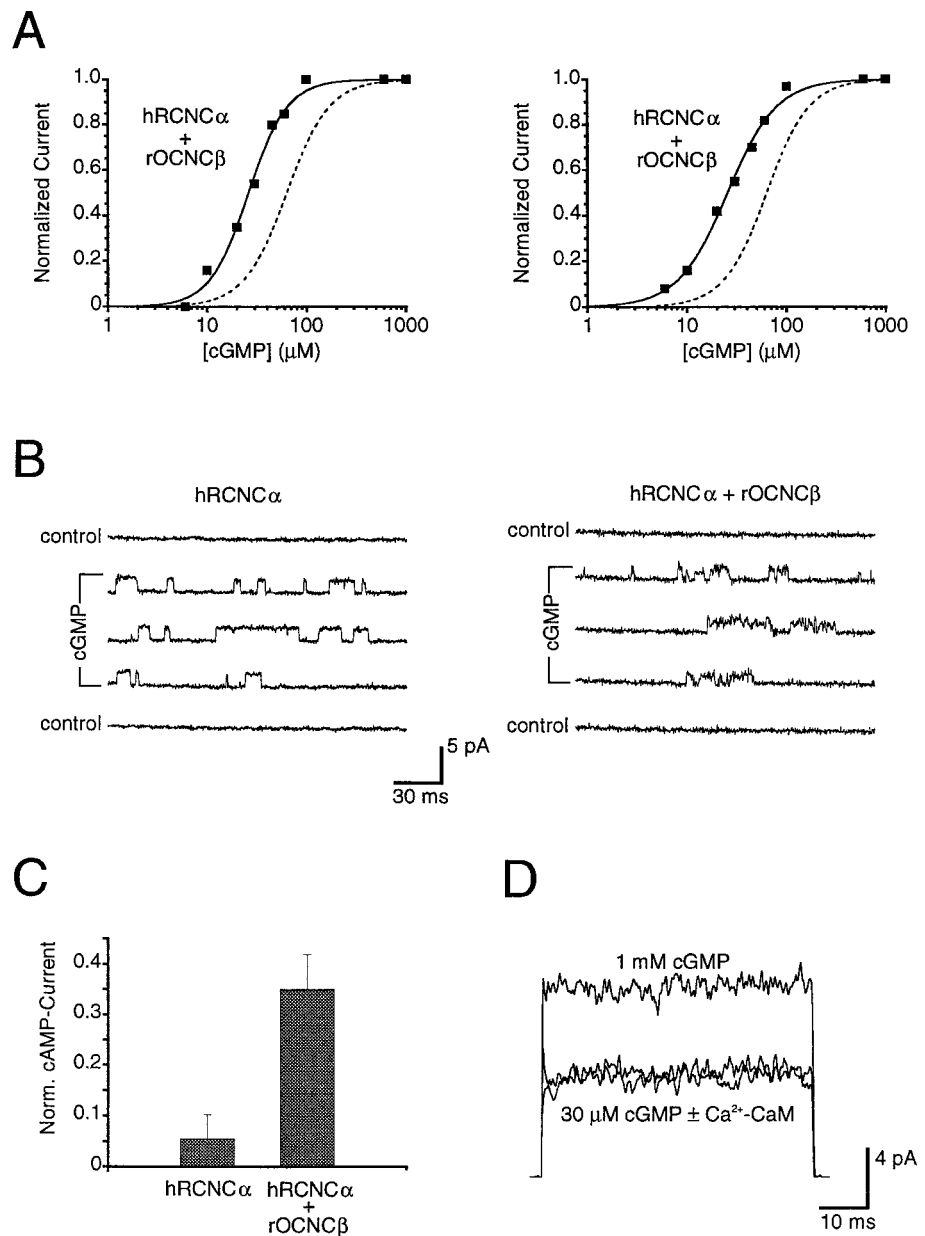 A
Normalized Current
1.0
0.8
0.6
0.4
0.2
0
hRCNCα
+
rOCNCβ
1
10
100
1000
[cGMP] (μM)
Normalized Current
1.0
0.8
0.6
0.4
0.2
0
hRCNCα
+
rOCNCβ
1
10
100
1000
[cGMP] (μM)
B
hRCNCα
control
cGMP
control
hRCNCα + rOCNCβ
control
cGMP
control
5 pA
30 ms
C
Norm. cAMP-Current
0.4
0.3
0.2
0.1
0
hRCNCα
hRCNCα
+
rOCNCβ
D
1 mM cGMP
30 μM cGMP ± Ca²⁺-CaM
4 pA
10 ms